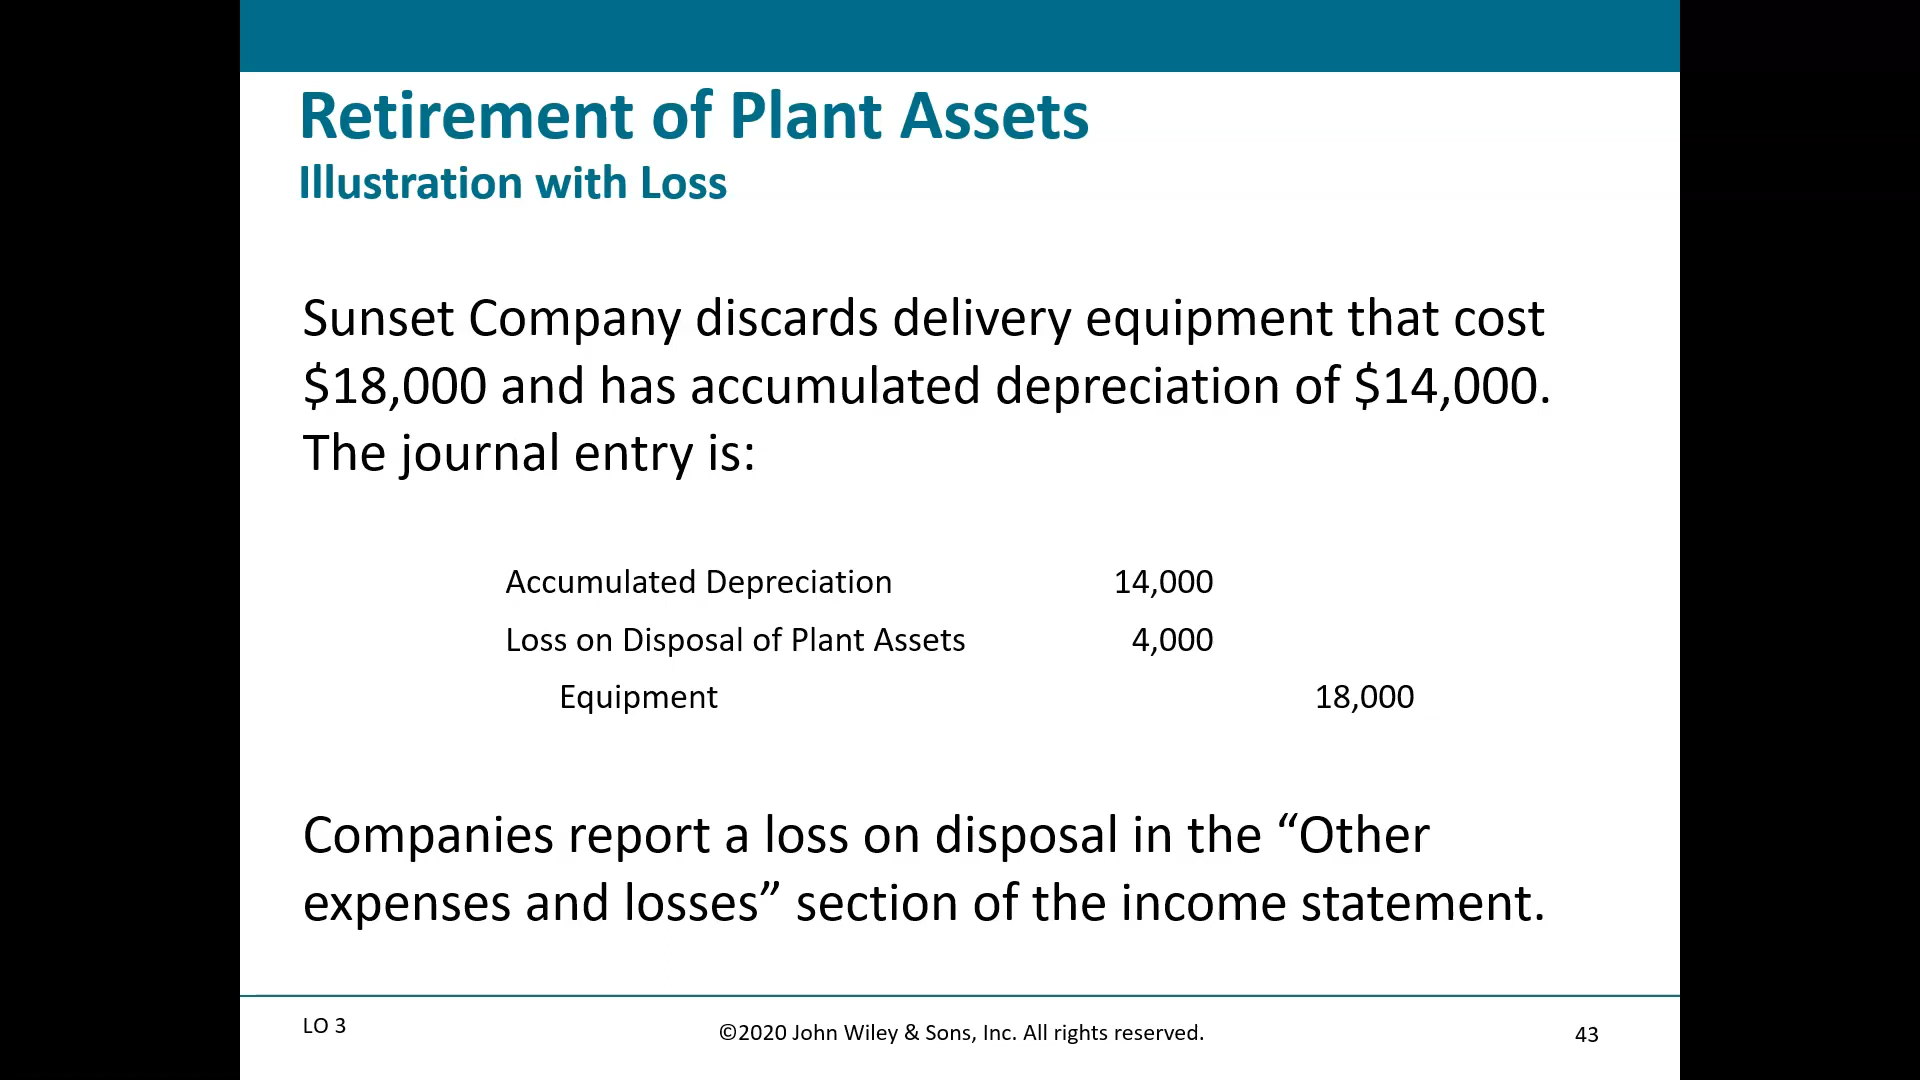 Retirement of Plant Assets
Illustration with Loss
Sunset Company discards delivery equipment that cost
$18,000 and has accumulated depreciation of $14,000.
The journal entry is:
Accumulated Depreciation 14,000
Loss on Disposal of Plant Assets 4,000
Equipment 18,000
Companies report a loss on disposal in the “Other
expenses and losses” section of the income statement.
LO 3
©2020 John Wiley & Sons, Inc. All rights reserved.
43